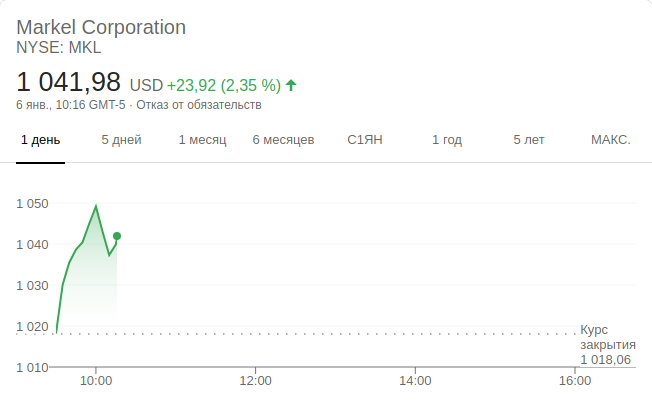 Markel Corporation
NYSE: MKL
1 041,98 USD +23,92 (2,35 %)
6 янв., 10:16 GMT-5 · Отказ от обязательств
1 день 5 дней 1 месяц 6 месяцев С1ЯН 1 год 5 лет МАКС.
1 050
1 040
1 030
1 020
Курс
закрытия
1 018,06
1 010
10:00 12:00 14:00 16:00